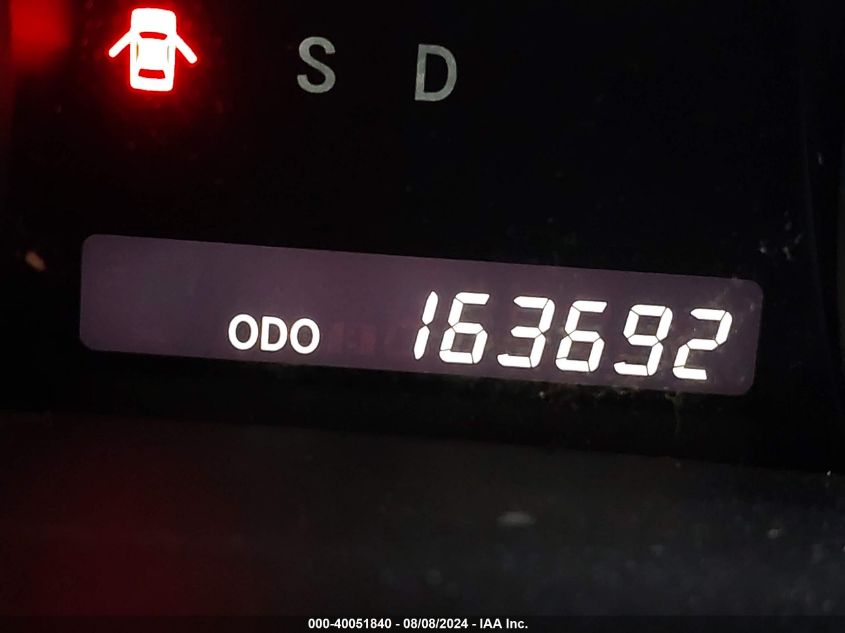 S D
ODO 163692
000-40051840 - 08/08/2024 - IAA Inc.